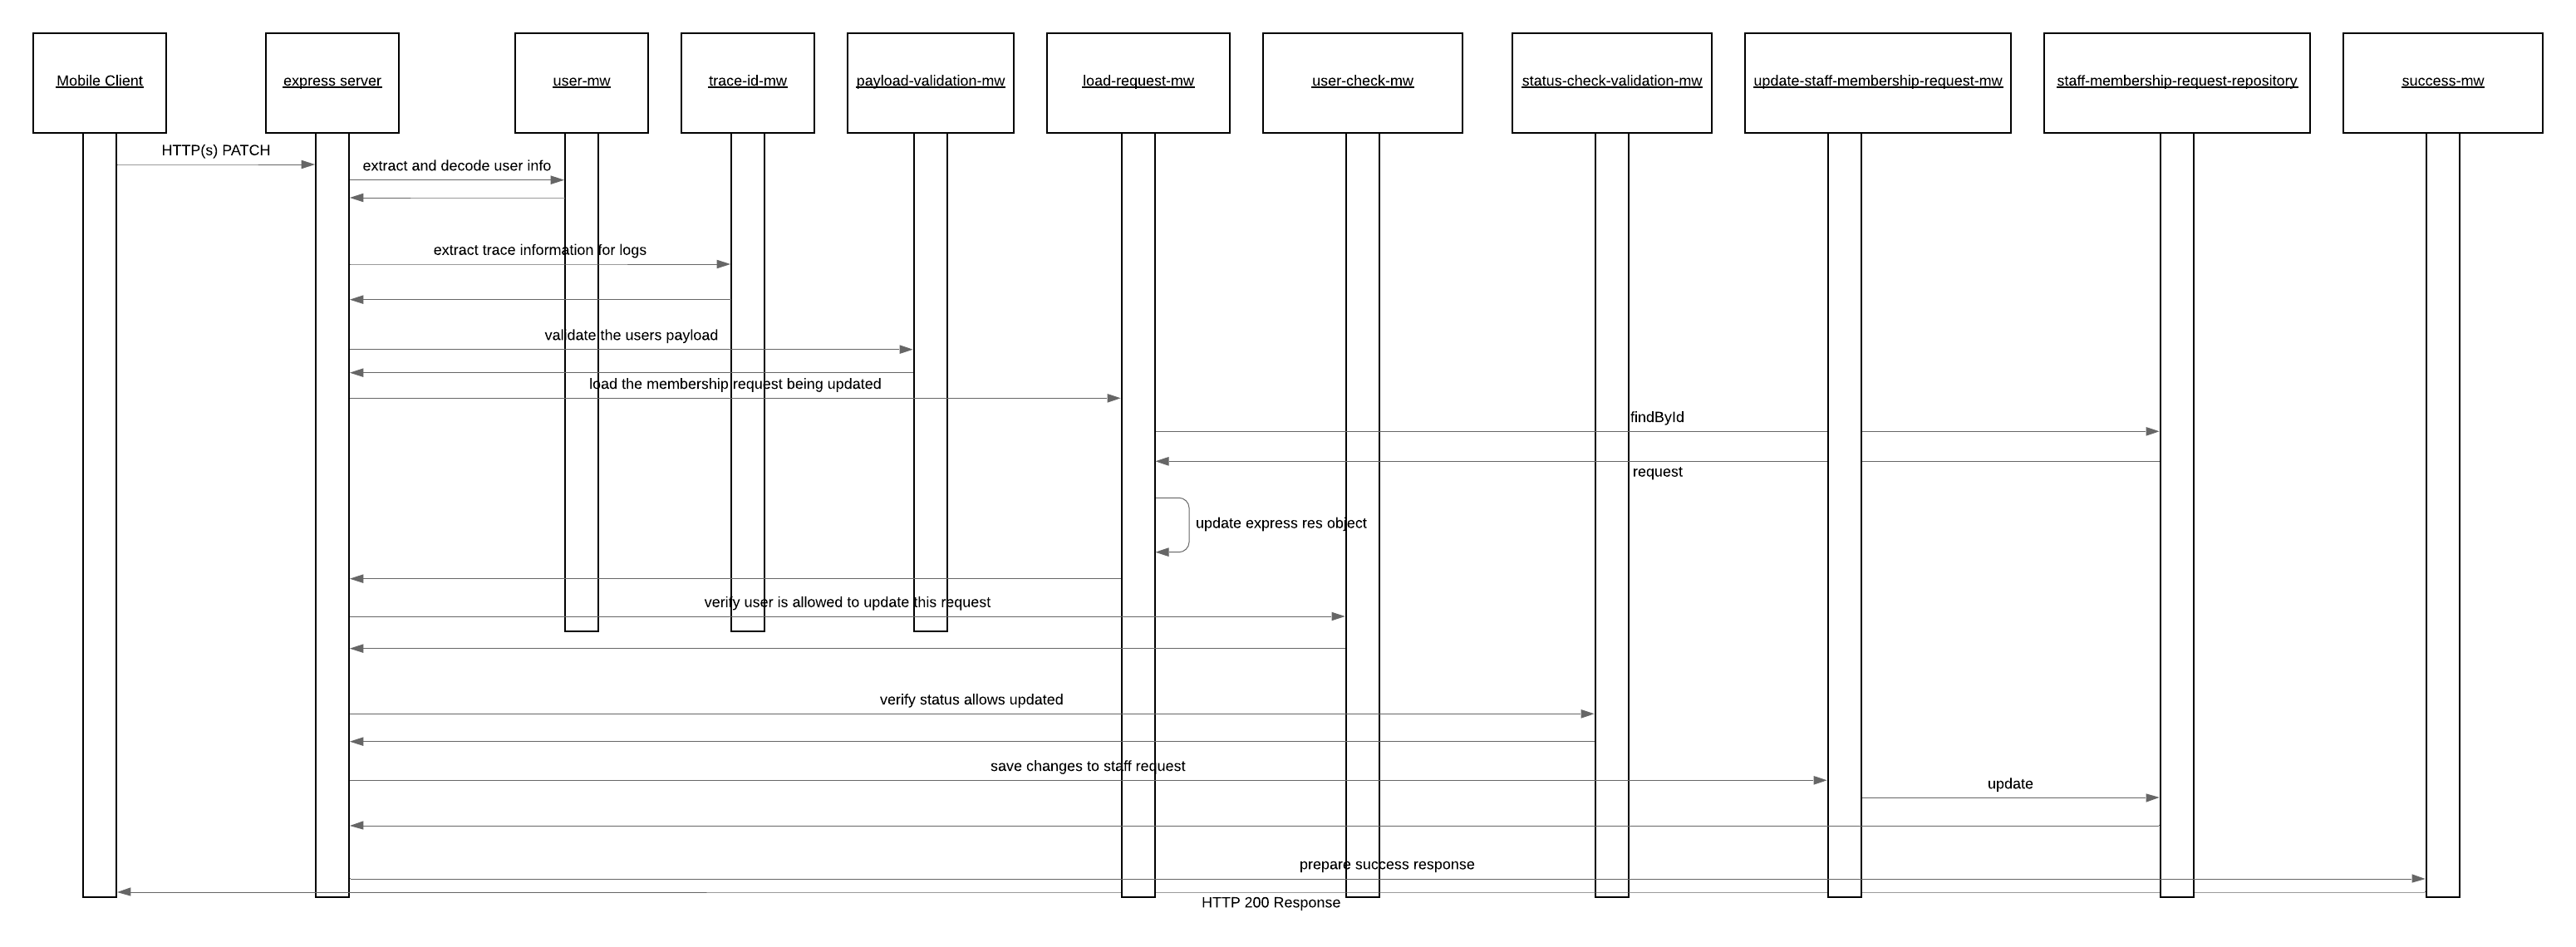 Mobile Client
express server
user-mw
trace-id-mw
payload-validation-mw
load-request-mw
user-check-mw
status-check-validation-mw
update-staff-membership-request-mw
staff-membership-request-repository
success-mw
HTTP(s) PATCH
extract and decode user info
extract trace information for logs
validate the users payload
load the membership request being updated
findById
request
update express res object
verify user is allowed to update this request
verify status allows updated
save changes to staff request
update
prepare success response
HTTP 200 Response